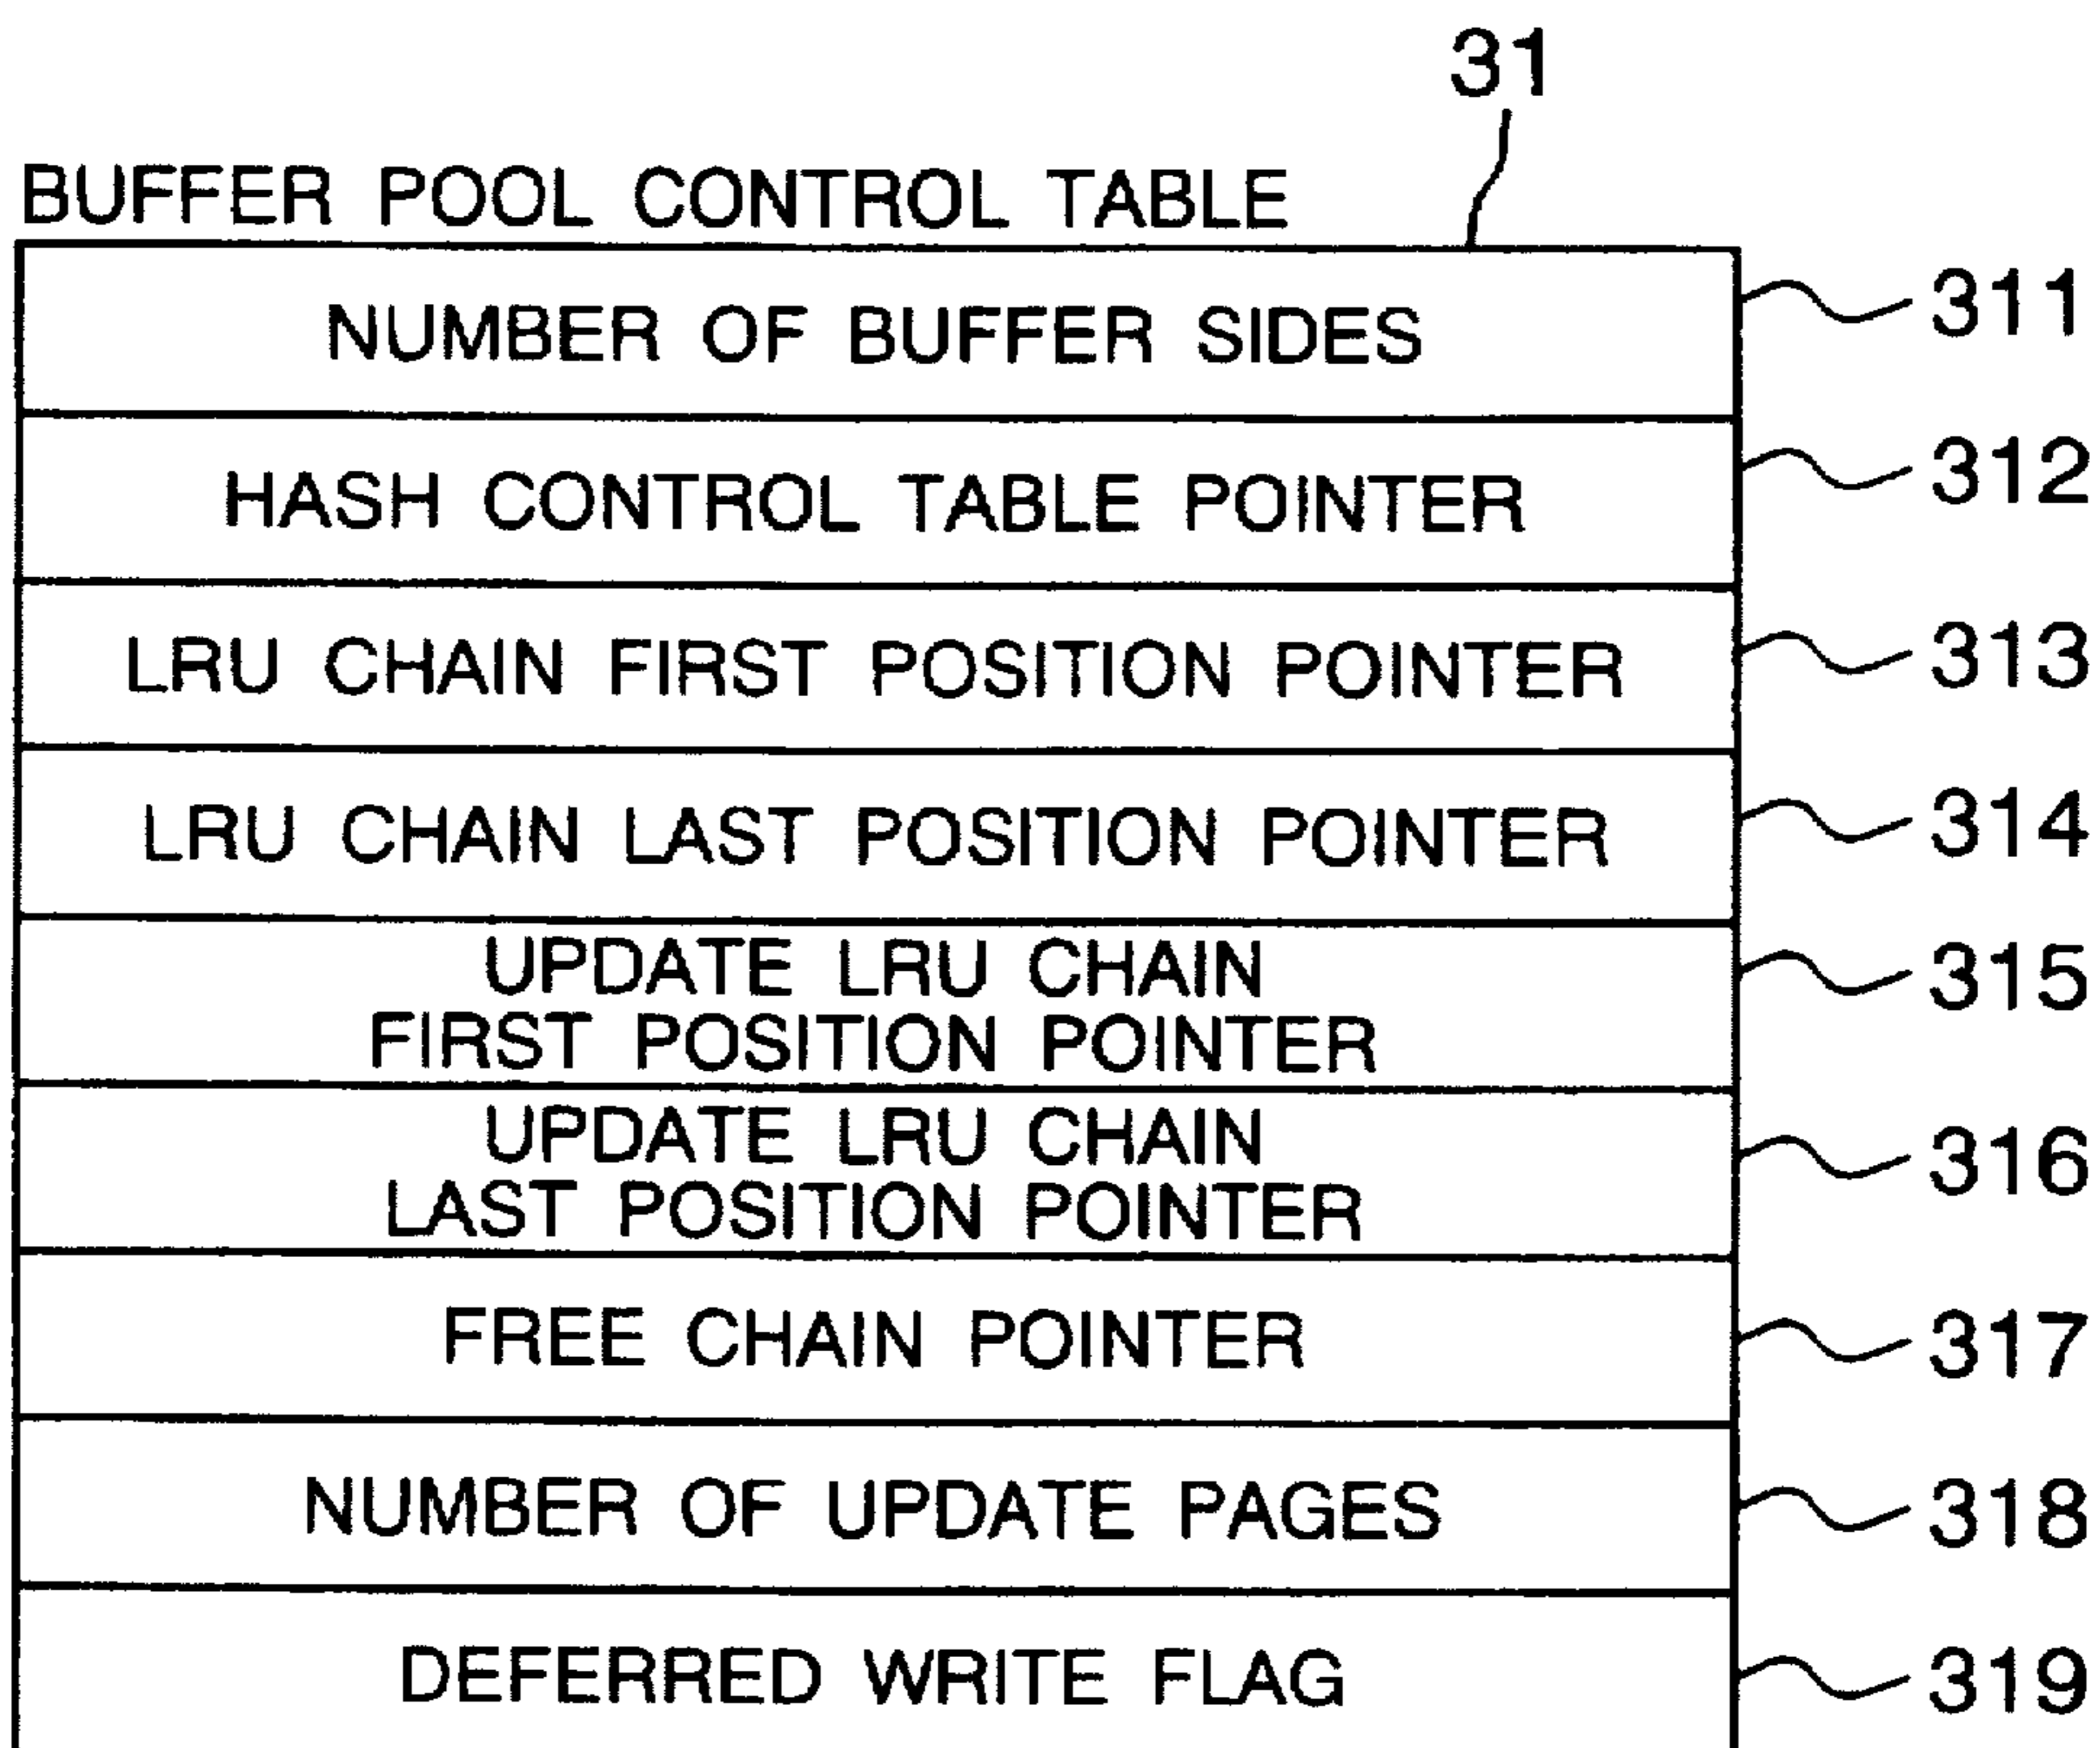 31
BUFFER POOL CONTROL TABLE
NUMBER OF BUFFER SIDES 311
HASH CONTROL TABLE POINTER 312
LRU CHAIN FIRST POSITION POINTER 313
LRU CHAIN LAST POSITION POINTER 314
UPDATE LRU CHAIN 315
FIRST POSITION POINTER
UPDATE LRU CHAIN 316
LAST POSITION POINTER
FREE CHAIN POINTER 317
NUMBER OF UPDATE PAGES 318
DEFERRED WRITE FLAG 319